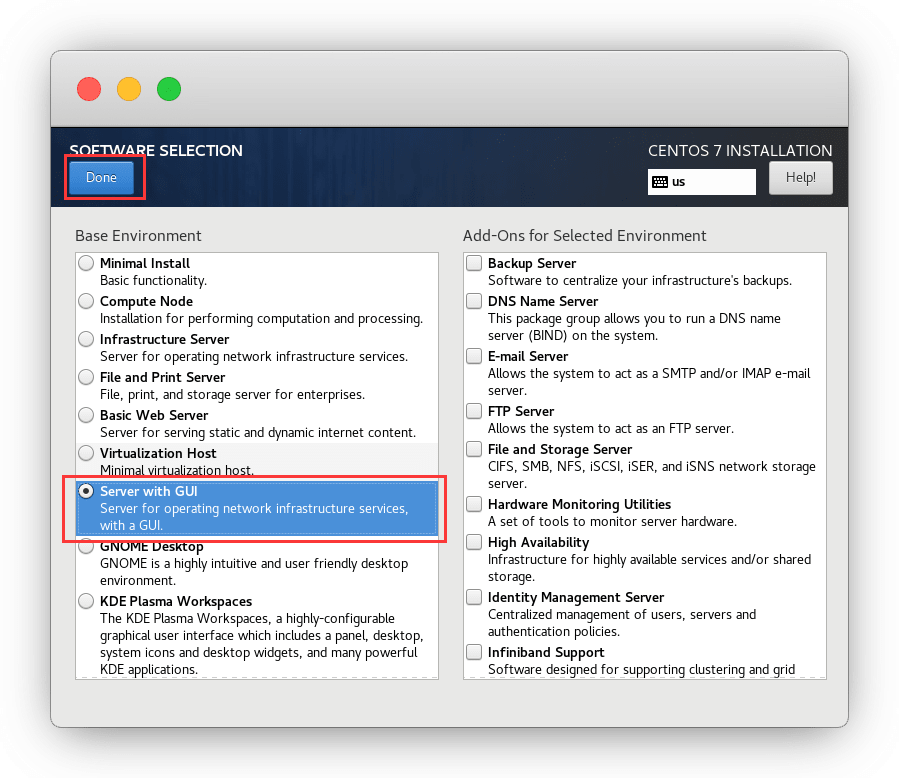 SOFTWARE SELECTION
CENTOS 7 INSTALLATION
Done
us
Help!
Base Environment
Minimal Install
Basic functionality.
Compute Node
Installation for performing computation and processing.
Infrastructure Server
Server for operating network infrastructure services.
File and Print Server
File, print, and storage server for enterprises.
Basic Web Server
Server for serving static and dynamic internet content.
Virtualization Host
Minimal virtualization host.
Server with GUI
Server for operating network infrastructure services,
with a GUI.
GNOME Desktop
GNOME is a highly intuitive and user friendly desktop
environment.
KDE Plasma Workspaces
The KDE Plasma Workspaces, a highly-configurable
graphical user interface which includes a panel, desktop,
system icons and desktop widgets, and many powerful
KDE applications.
Add-Ons for Selected Environment
Backup Server
Software to centralize your infrastructure's backups.
DNS Name Server
This package group allows you to run a DNS name
server (BIND) on the system.
E-mail Server
Allows the system to act as a SMTP and/or IMAP e-mail
server.
FTP Server
Allows the system to act as an FTP server.
File and Storage Server
CIFS, SMB, NFS, iSCSI, iSER, and iSNS network storage
server.
Hardware Monitoring Utilities
A set of tools to monitor server hardware.
High Availability
Infrastructure for highly available services and/or shared
storage.
Identity Management Server
Centralized management of users, servers and
authentication policies.
Infiniband Support
Software designed for supporting clustering and grid